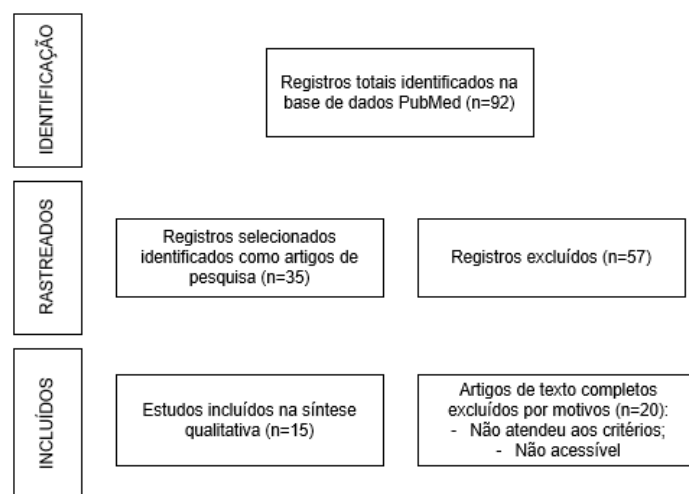 IDENTIFICAÇÃO
Registros totais identificados na
base de dados PubMed (n=92)
RASTREADOS
Registros selecionados
identificados como artigos de
pesquisa (n=35)
Registros excluídos (n=57)
INCLUÍDOS
Estudos incluídos na síntese
qualitativa (n=15)
Artigos de texto completos
excluídos por motivos (n=20):
- Não atendeu aos critérios;
- Não acessível